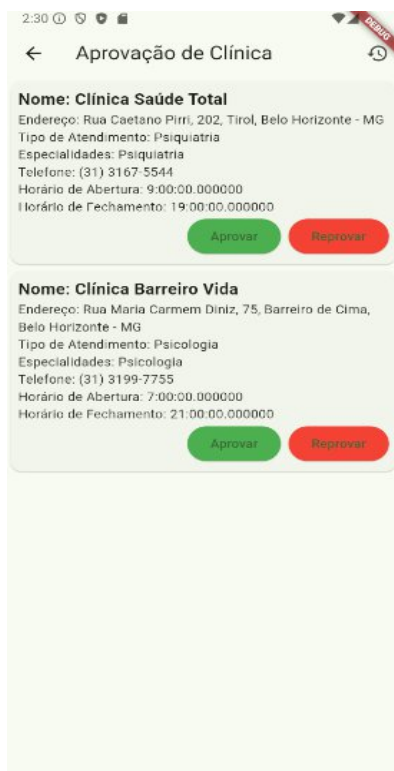 2:30
DEBUG
Aprovação de Clínica
Nome: Clínica Saúde Total
Endereço: Rua Caetano Pirri, 202, Tirol, Belo Horizonte - MG
Tipo de Atendimento: Psiquiatria
Especialidades: Psiquiatria
Telefone: (31) 3167-5544
Horário de Abertura: 9:00:00.000000
Horário de Fechamento: 19:00:00.000000
Aprovar Reprovar
Nome: Clínica Barreiro Vida
Endereço: Rua Maria Carmem Diniz, 75, Barreiro de Cima,
Belo Horizonte - MG
Tipo de Atendimento: Psicologia
Especialidades: Psicologia
Telefone: (31) 3199-7755
Horário de Abertura: 7:00:00.000000
Horário de Fechamento: 21:00:00.000000
Aprovar Reprovar